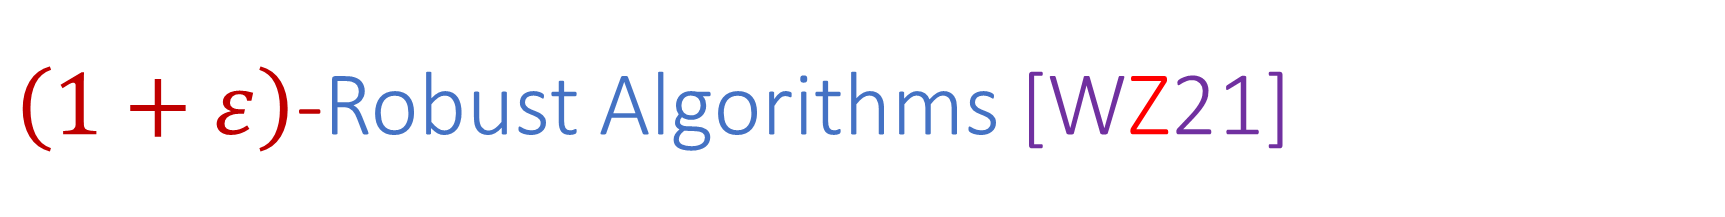 (1 + ε)-Robust Algorithms [WZ21]